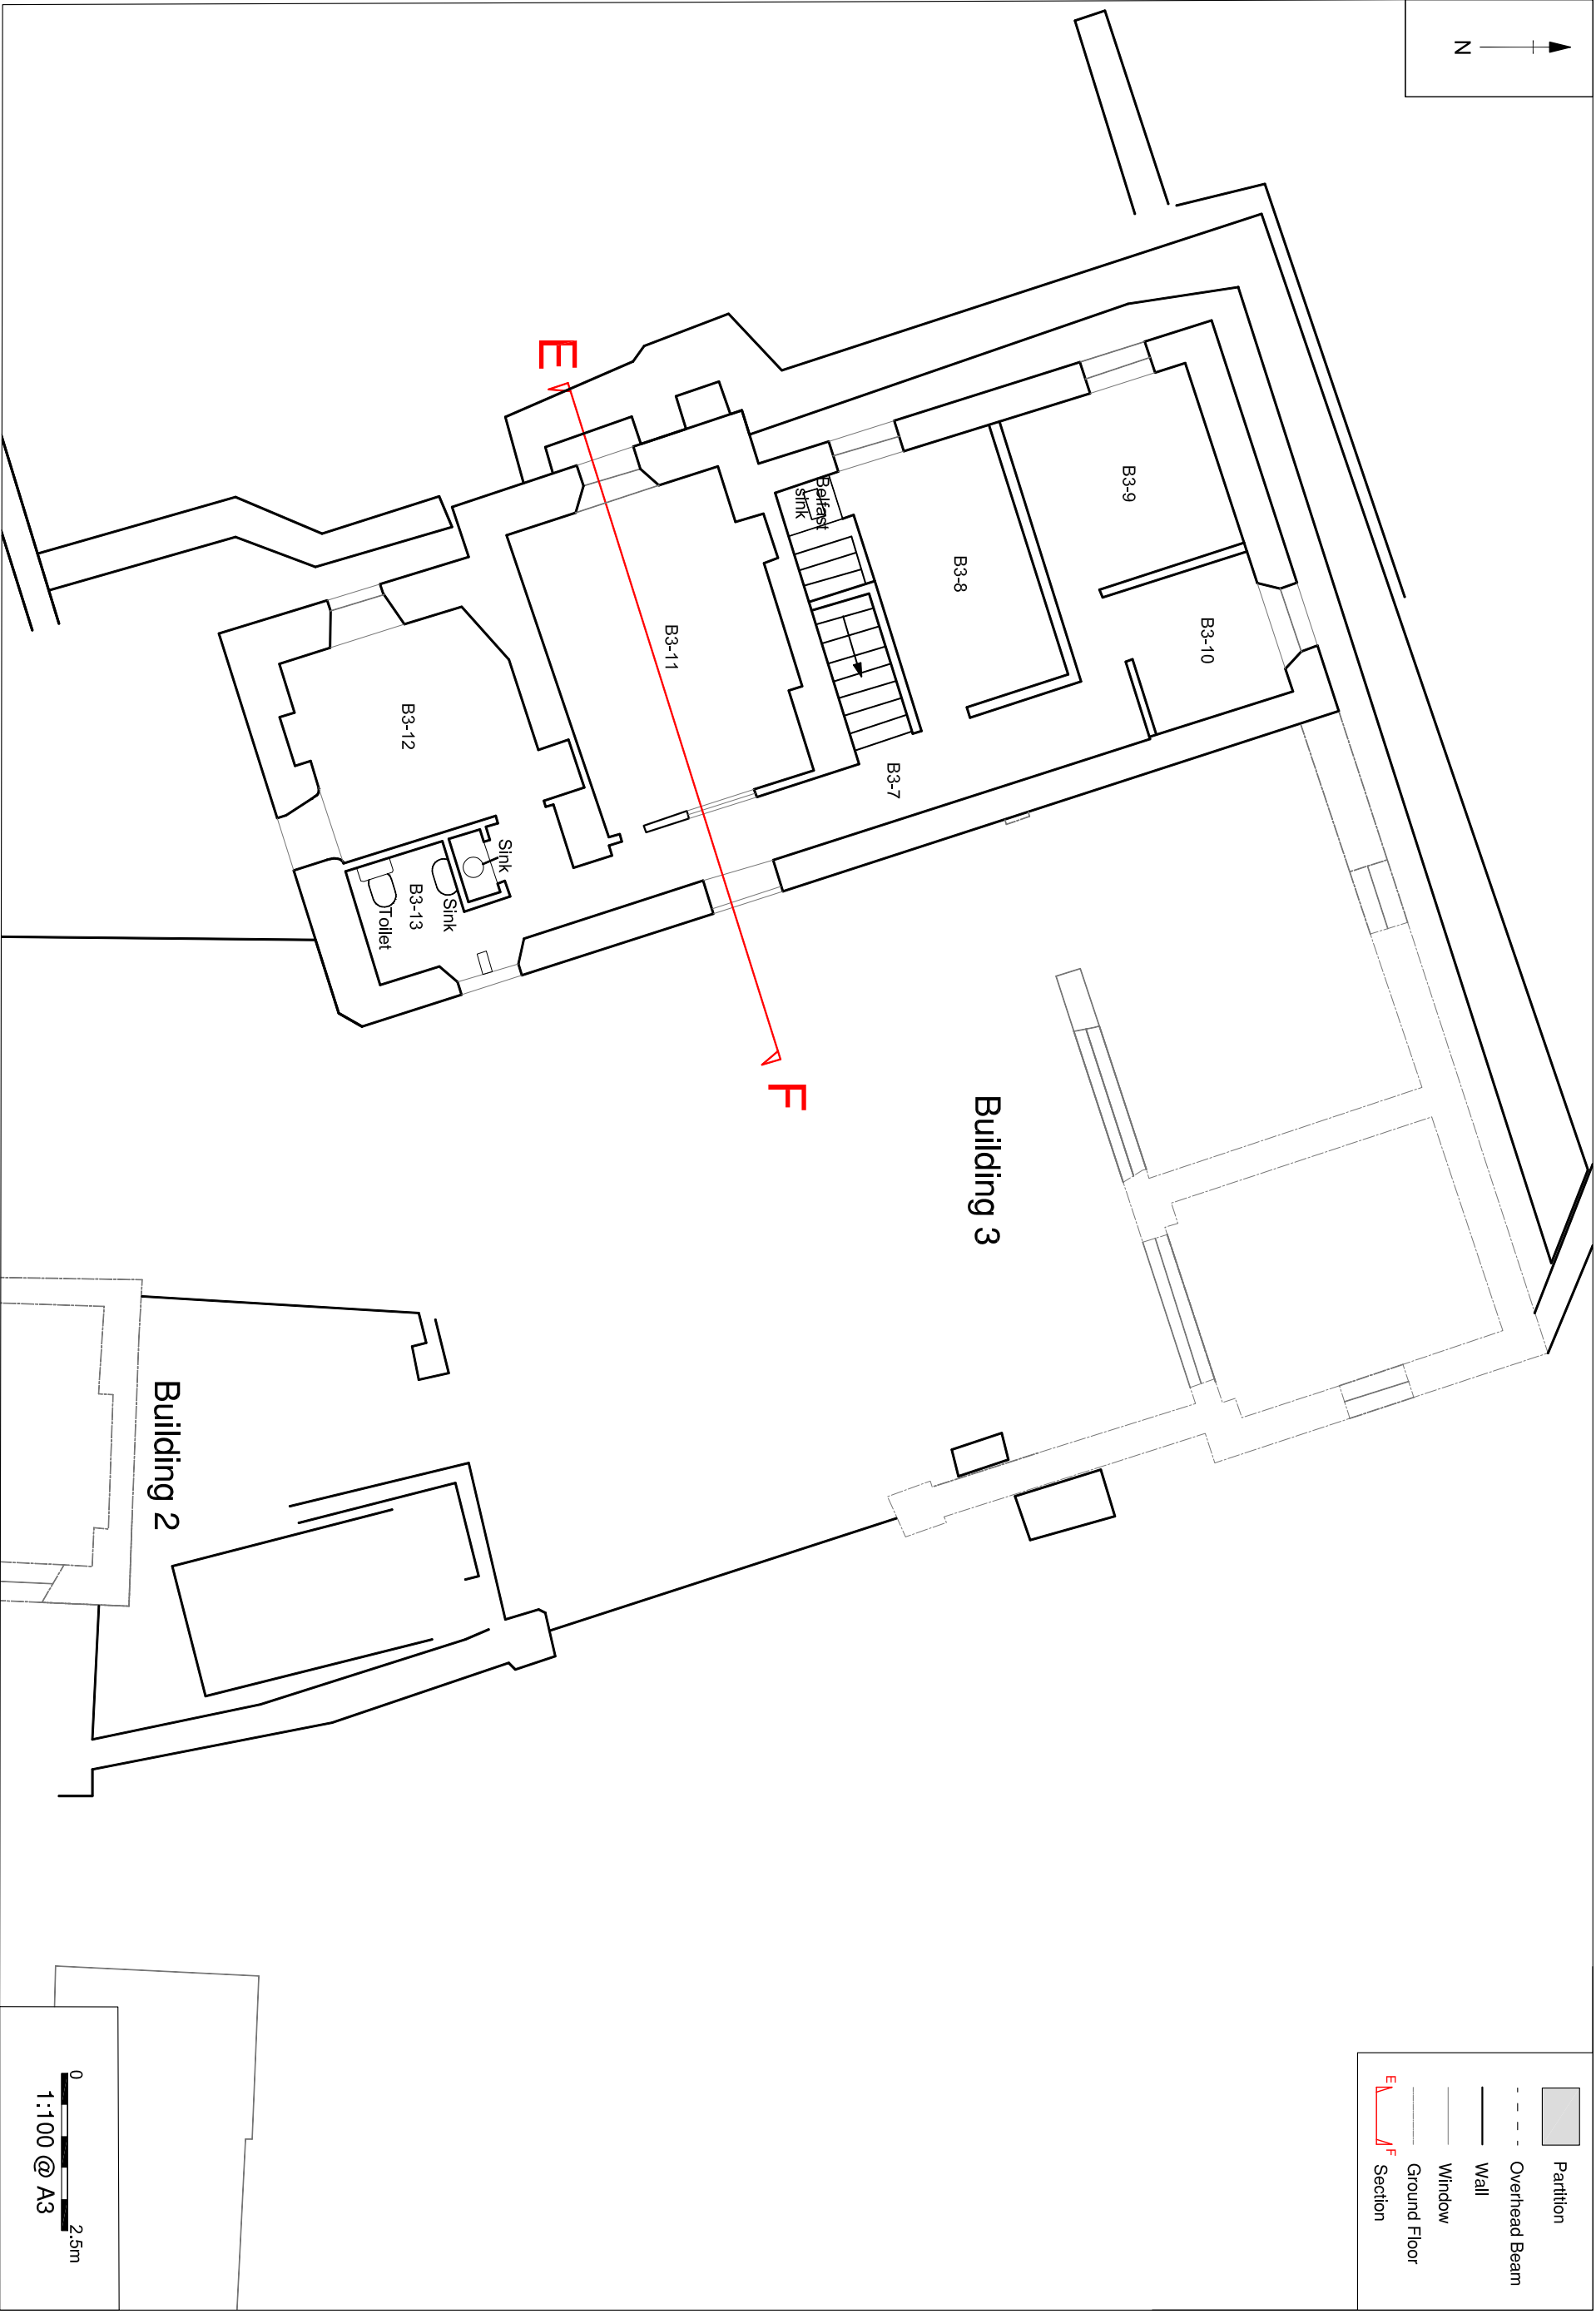 N
B3-9
B3-10
B3-8
Belfast
sink
B3-7
B3-11
B3-12
B3-13
Sink
Sink
Toilet
E
F
Building 3
Building 2
Partition
Overhead Beam
Wall
Window
Ground Floor
E F
Section
0 2.5m
1:100 @ A3